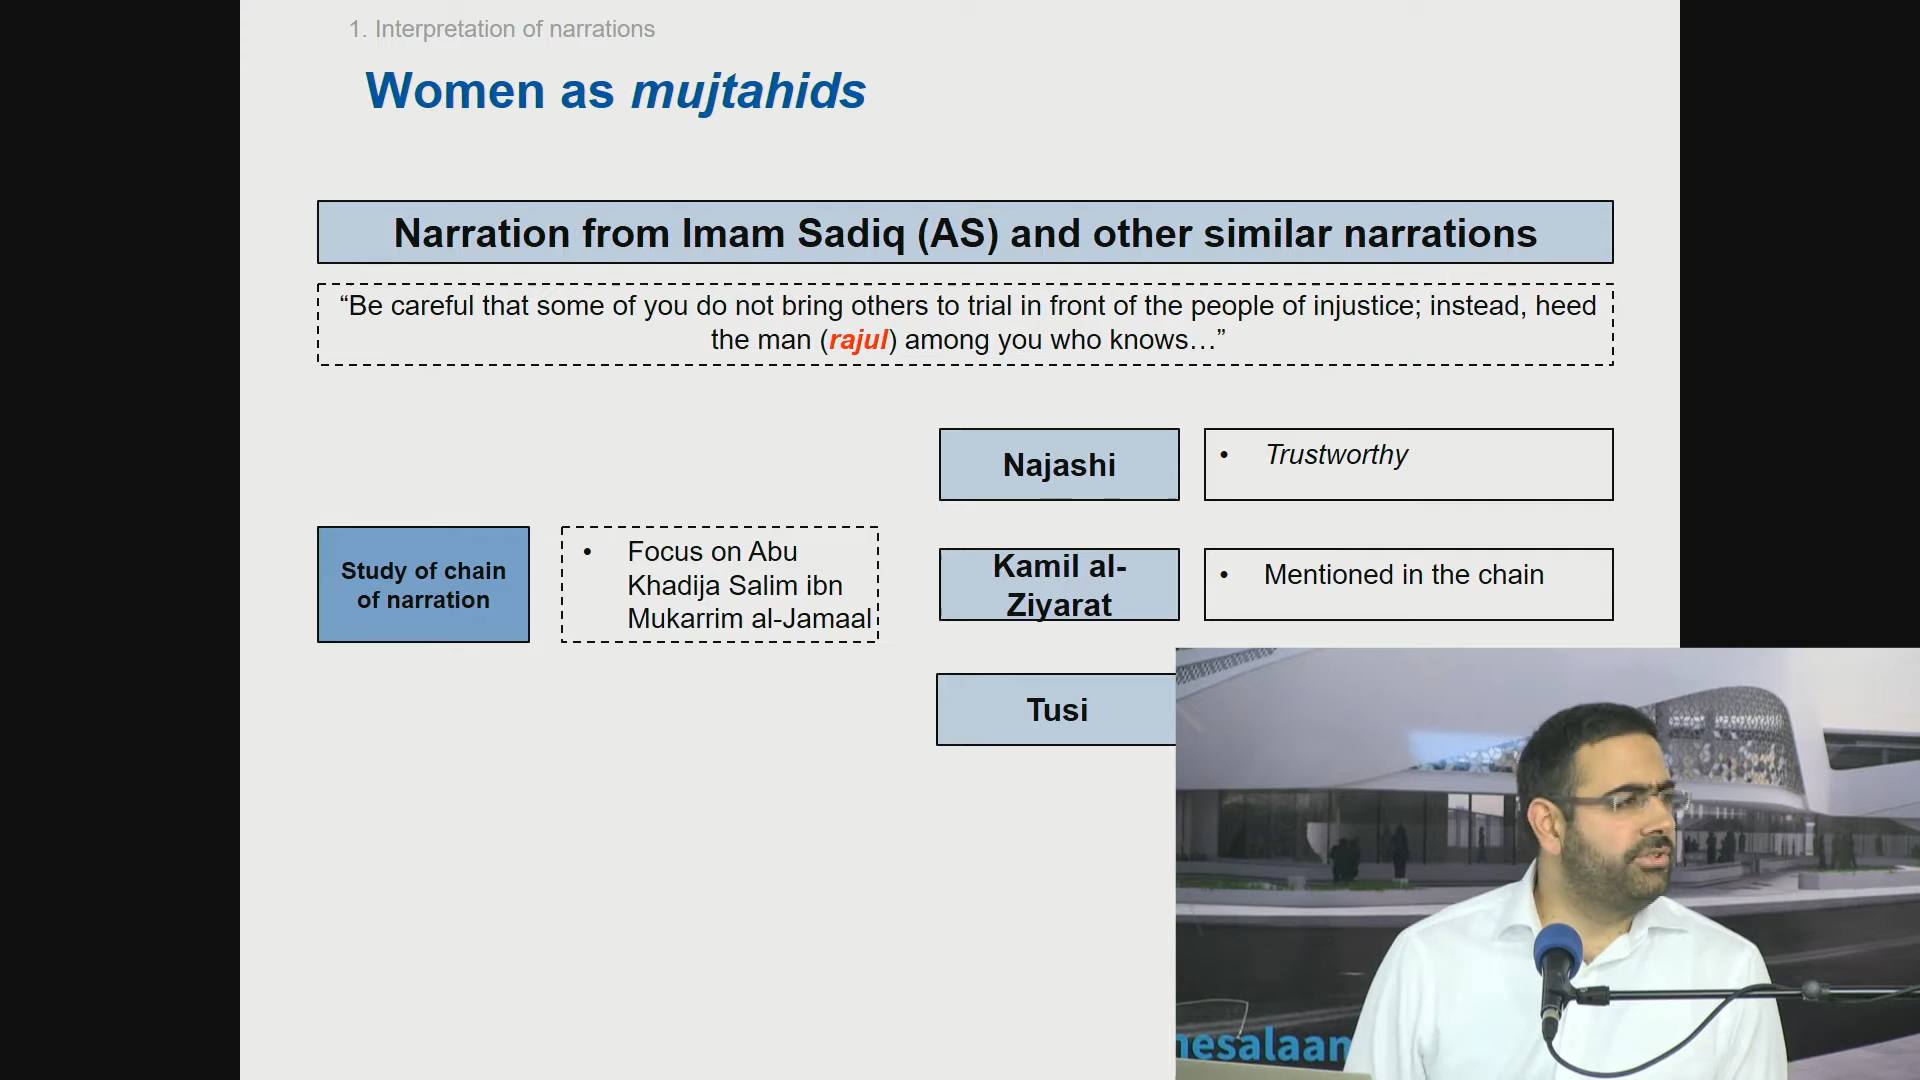 1. Interpretation of narrations
Women as mujtahids
Narration from Imam Sadiq (AS) and other similar narrations
“Be careful that some of you do not bring others to trial in front of the people of injustice; instead, heed
the man (rajul) among you who knows…”
Najashi
• Trustworthy
Study of chain
of narration
• Focus on Abu
Khadija Salim ibn
Mukarrim al-Jamaal
Kamil al-
Ziyarat
• Mentioned in the chain
Tusi